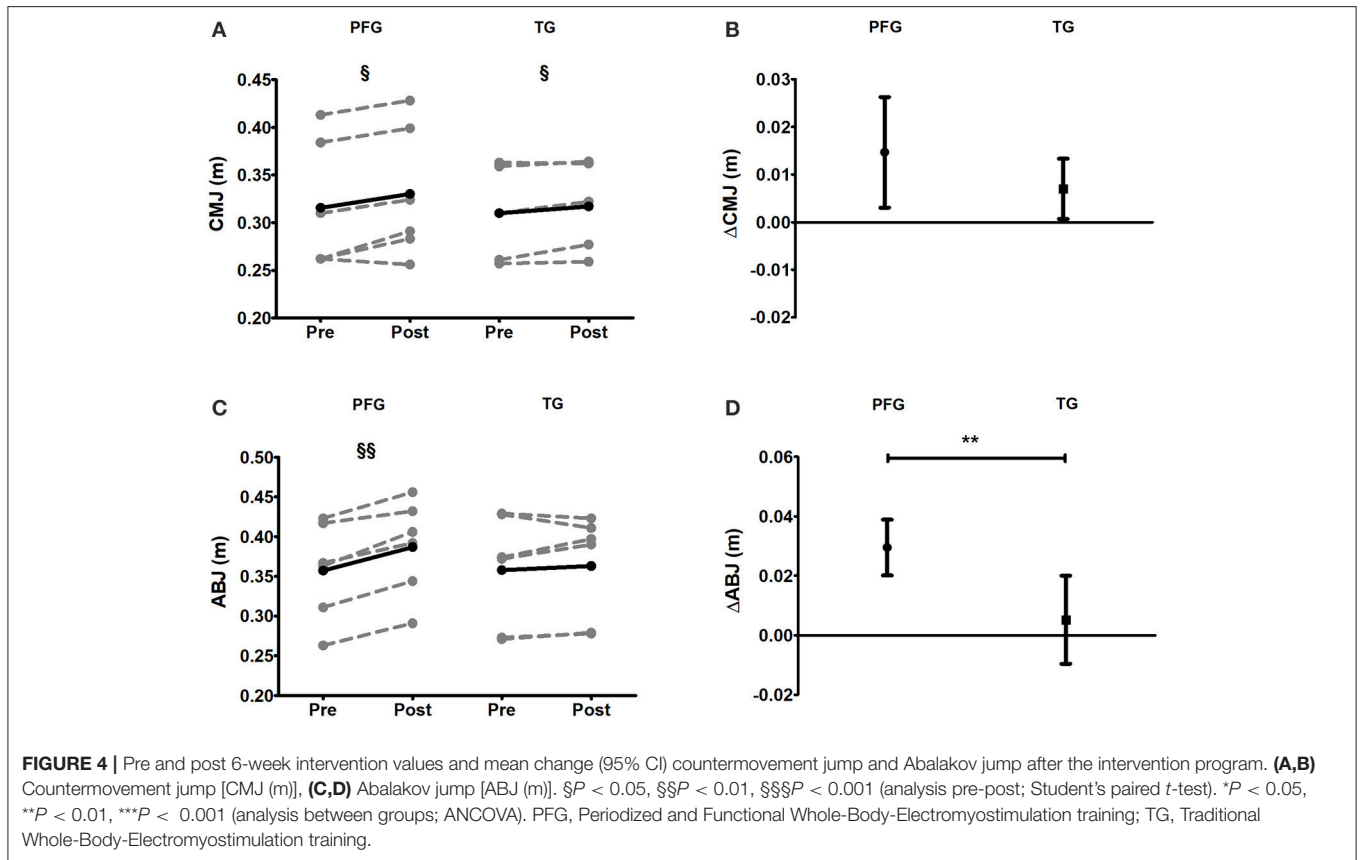 A
PFG
TG
B
PFG
TG
§
§
0.45
0.40
0.35
0.30
0.25
0.20
CMJ (m)
Pre
Post
Pre
Post
0.03
0.02
0.01
0.00
-0.01
-0.02
ΔCMJ (m)
C
PFG
TG
D
PFG
TG
§§
**
0.50
0.45
0.40
0.35
0.30
0.25
0.20
ABJ (m)
Pre
Post
Pre
Post
0.06
0.04
0.02
0.00
-0.02
ΔABJ (m)
FIGURE 4 | Pre and post 6-week intervention values and mean change (95% CI) countermovement jump and Abalakov jump after the intervention program. (A,B)
Countermovement jump [CMJ (m)], (C,D) Abalakov jump [ABJ (m)]. §P < 0.05, §§P < 0.01, §§§P < 0.001 (analysis pre-post; Student's paired t-test). *P < 0.05,
**P < 0.01, ***P < 0.001 (analysis between groups; ANCOVA). PFG, Periodized and Functional Whole-Body-Electromyostimulation training; TG, Traditional
Whole-Body-Electromyostimulation training.